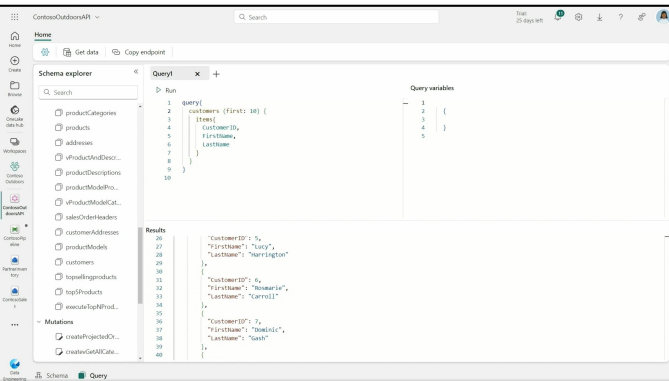 ContosoOutdoorsAPI
Search
Trial:
25 days left
Home
Home
Get data
Copy endpoint
Create
Browse
OneLake
data hub
Workspaces
Contoso
Outdoors
ContosoOut
doorsAPI
Schema explorer
Search
productCategories
products
addresses
vProductAndDescr...
productDescriptions
productModelPro...
vProductModelCat...
salesOrderHeaders
customerAddresses
productModels
customers
topsellingproducts
top5Products
executeTopNProd...
Mutations
createProjectedOr...
createvGetAllCate...
Query1
Run
1 query{
2 customers (first: 10) {
3 items{
4 CustomerID,
5 FirstName,
6 LastName
7 }
8 }
9 }
10
Query variables
1
2 {
3
4 }
5
Results
26 "CustomerID": 5,
27 "FirstName": "Lucy",
28 "LastName": "Harrington"
29 },
30 {
31 "CustomerID": 6,
32 "FirstName": "Rosmarie",
33 "LastName": "Carroll"
34 },
35 {
36 "CustomerID": 7,
37 "FirstName": "Dominic",
38 "LastName": "Gash"
39 },
40 {
Data
Engineering
Schema
Query